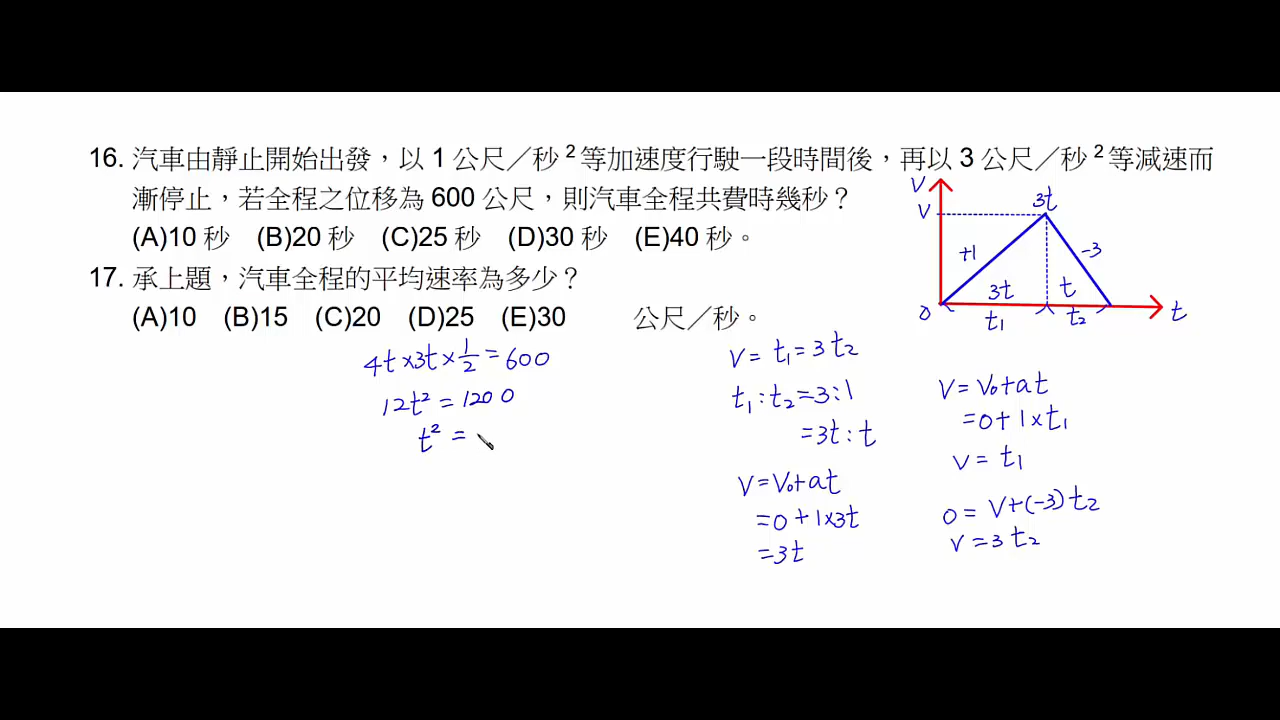 16. 汽車由靜止開始出發，以 1 公尺／秒²等加速度行駛一段時間後，再以 3 公尺／秒²等減速而
漸停止，若全程之位移為 600 公尺，則汽車全程共費時幾秒？
(A)10 秒 (B)20 秒 (C)25 秒 (D)30 秒 (E)40 秒。
17. 承上題，汽車全程的平均速率為多少？
(A)10 (B)15 (C)20 (D)25 (E)30 公尺／秒。
V
V
3t
+1
-3
3t
t
0
t₁
t₂
t
4t×3t×1/2=600
12t²=1200
t²=
V=t₁=3t₂
t₁:t₂=3:1
=3t:t
V=V₀+at
=0+1×3t
=3t
V=V₀+at
=0+1×t₁
V=t₁
0=V+(-3)t₂
V=3t₂